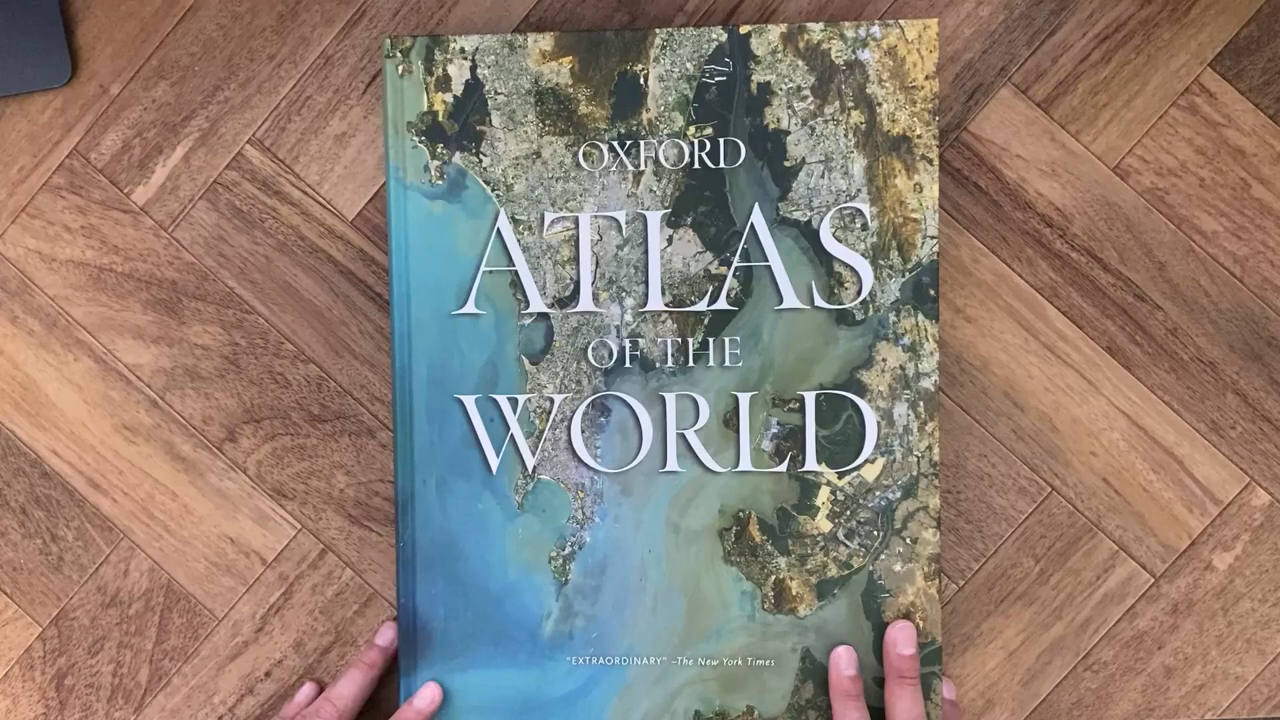 OXFORD
ATLAS
OF THE
WORLD
"EXTRAORDINARY" –The New York Times